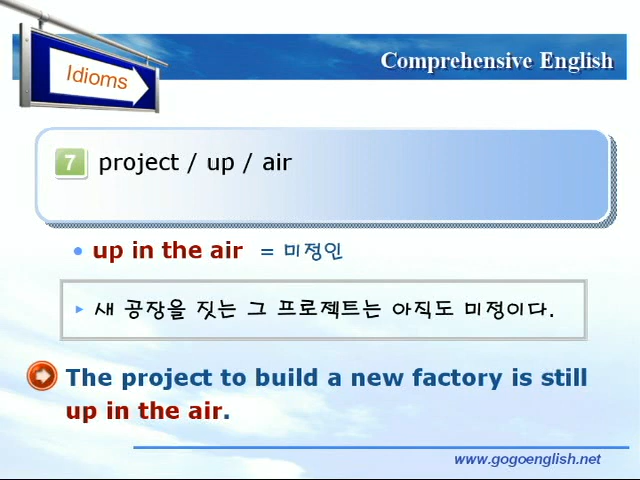 Idioms
Comprehensive English
7 project / up / air
• up in the air = 미정인
▸ 새 공장을 짓는 그 프로젝트는 아직도 미정이다.
The project to build a new factory is still
up in the air.
www.gogoenglish.net